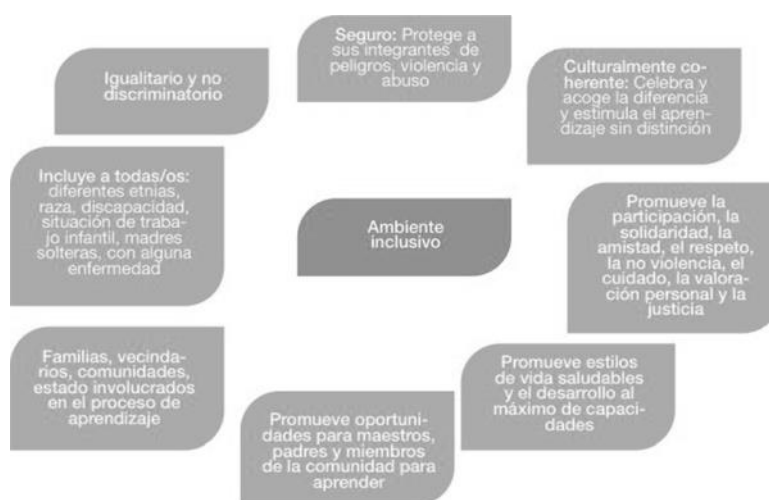 Seguro: Protege a
sus integrantes de
peligros, violencia y
abuso
Igualitario y no
discriminatorio
Culturalmente co-
herente: Celebra y
acoge la diferencia
y estimula el apren-
dizaje sin distinción
Incluye a todas/os:
diferentes etnias,
raza, discapacidad,
situación de traba-
jo infantil, madres
solteras, con alguna
enfermedad
Ambiente
inclusivo
Promueve la
participación, la
solidaridad, la
amistad, el respeto,
la no violencia, el
cuidado, la valora-
ción personal y la
justicia
Familias, vecinda-
rios, comunidades,
estado involucrados
en el proceso de
aprendizaje
Promueve estilos
de vida saludables
y el desarrollo al
máximo de capaci-
dades
Promueve oportuni-
dades para maestros,
padres y miembros
de la comunidad para
aprender